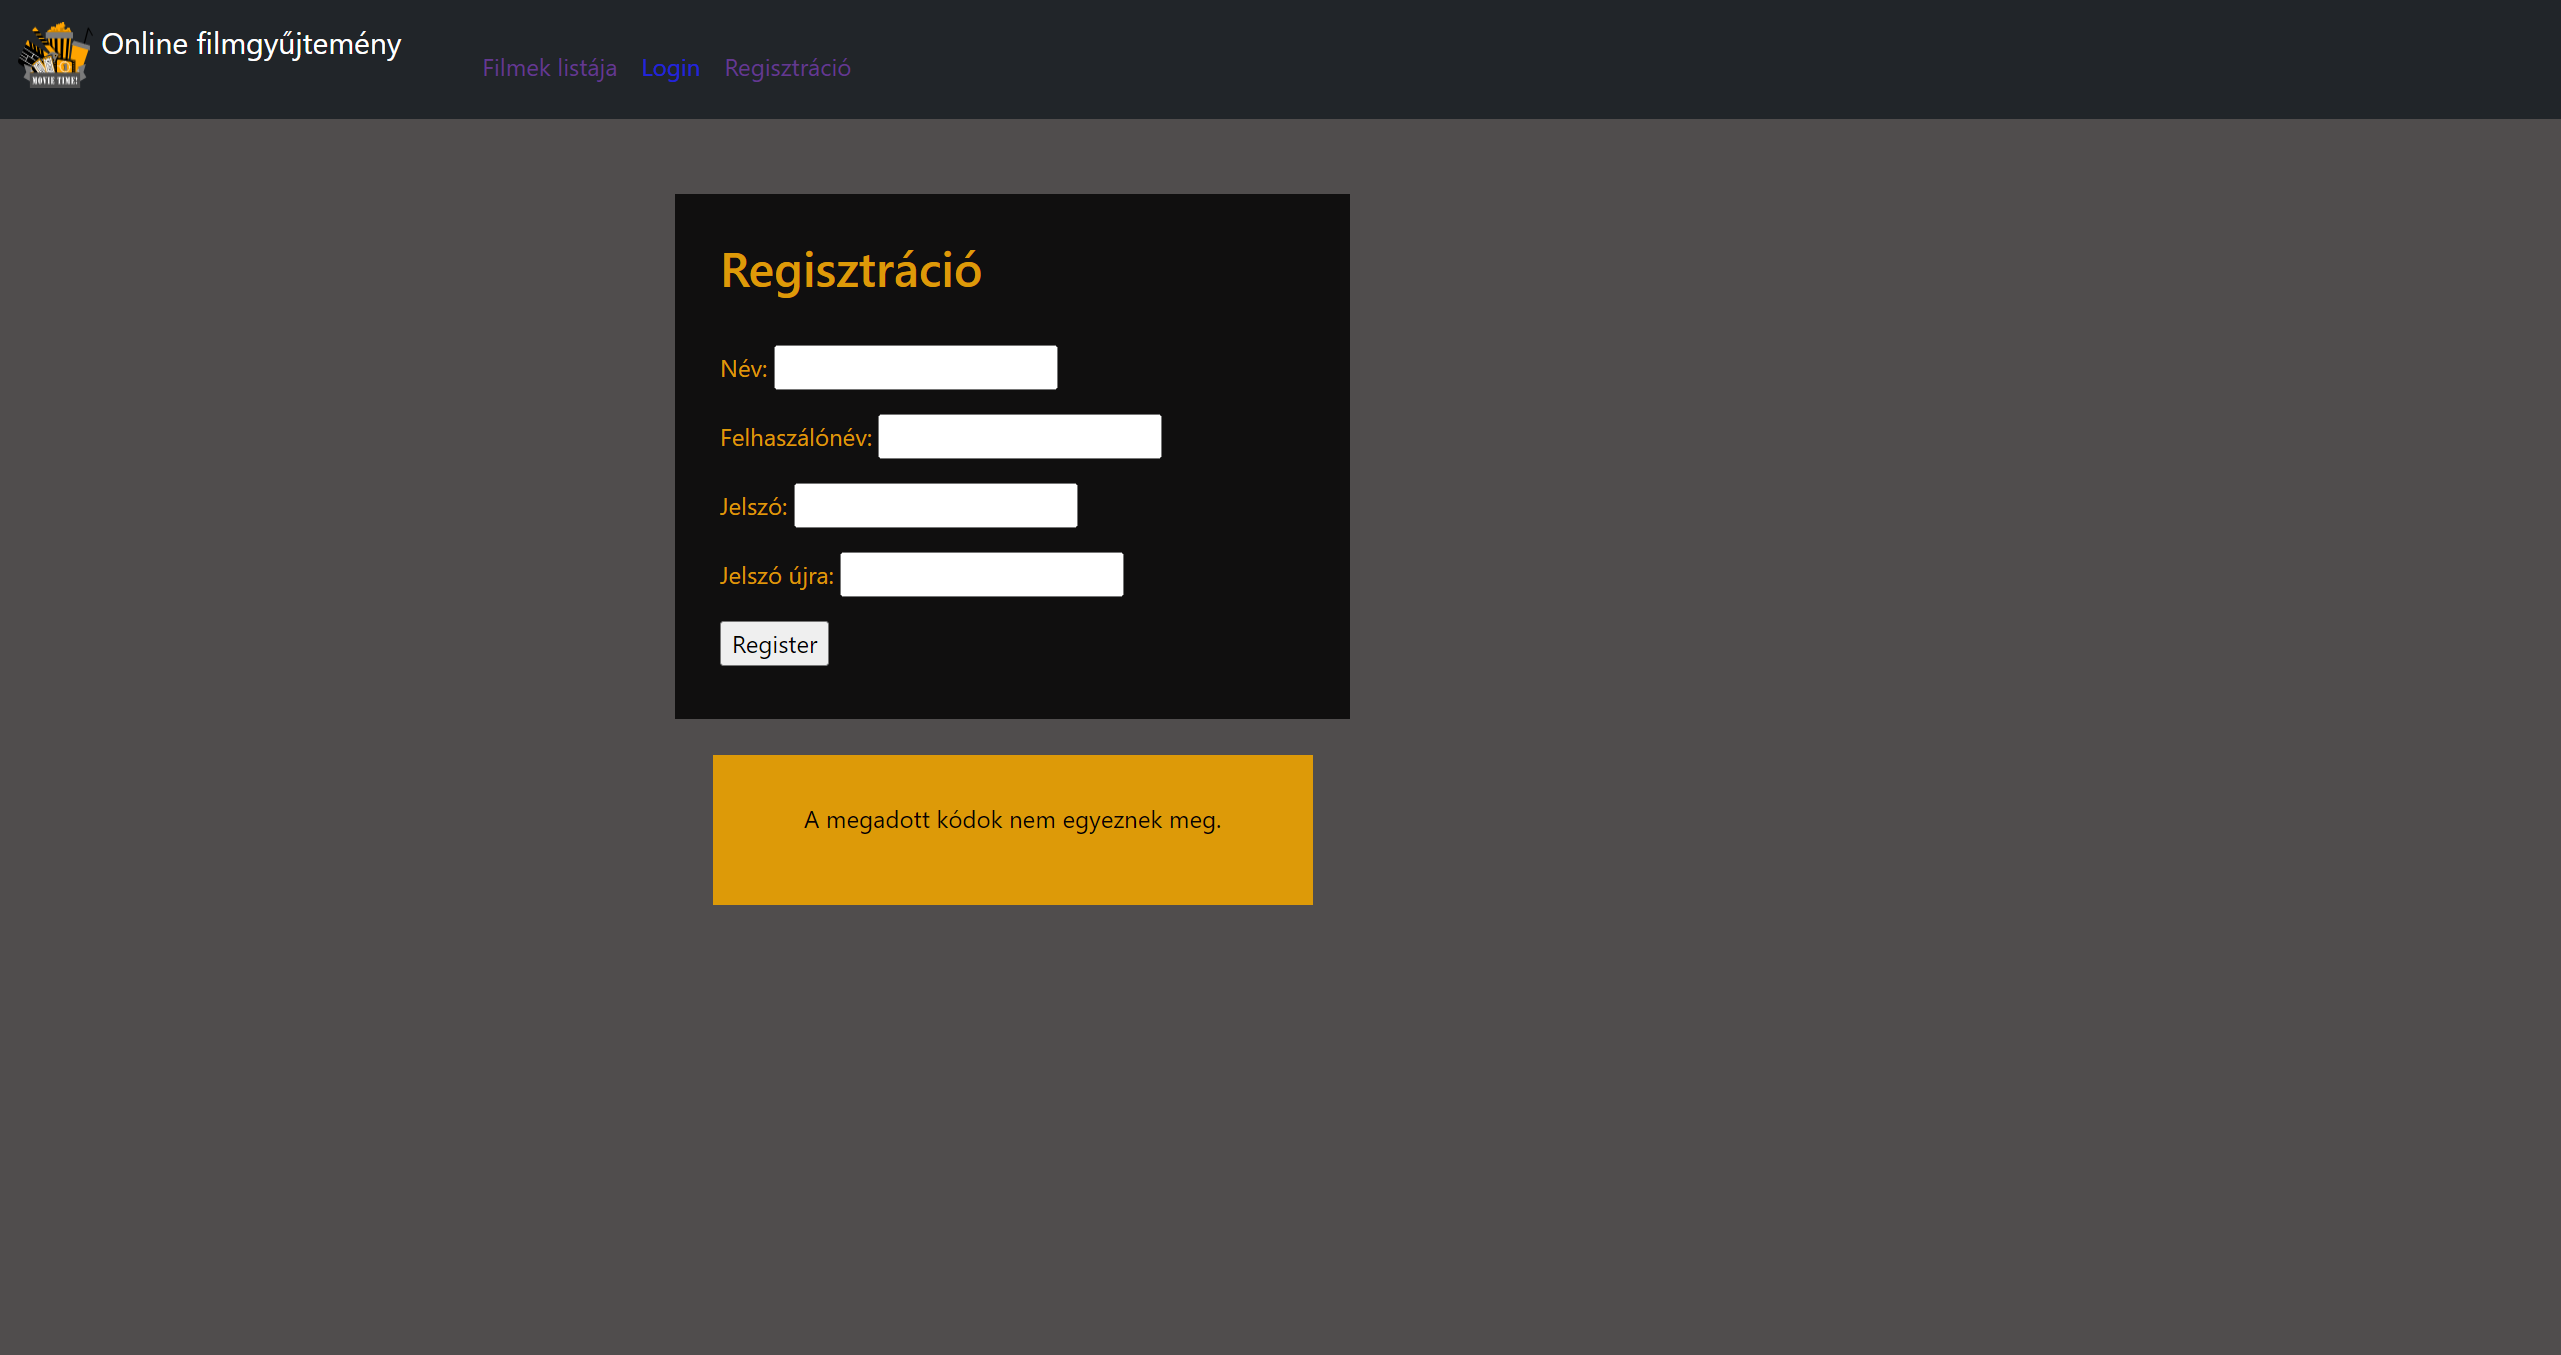 MOVIE TIME!
Online filmgyűjtemény
Filmek listája Login Regisztráció
Regisztráció
Név:
Felhaszálónév:
Jelszó:
Jelszó újra:
Register
A megadott kódok nem egyeznek meg.